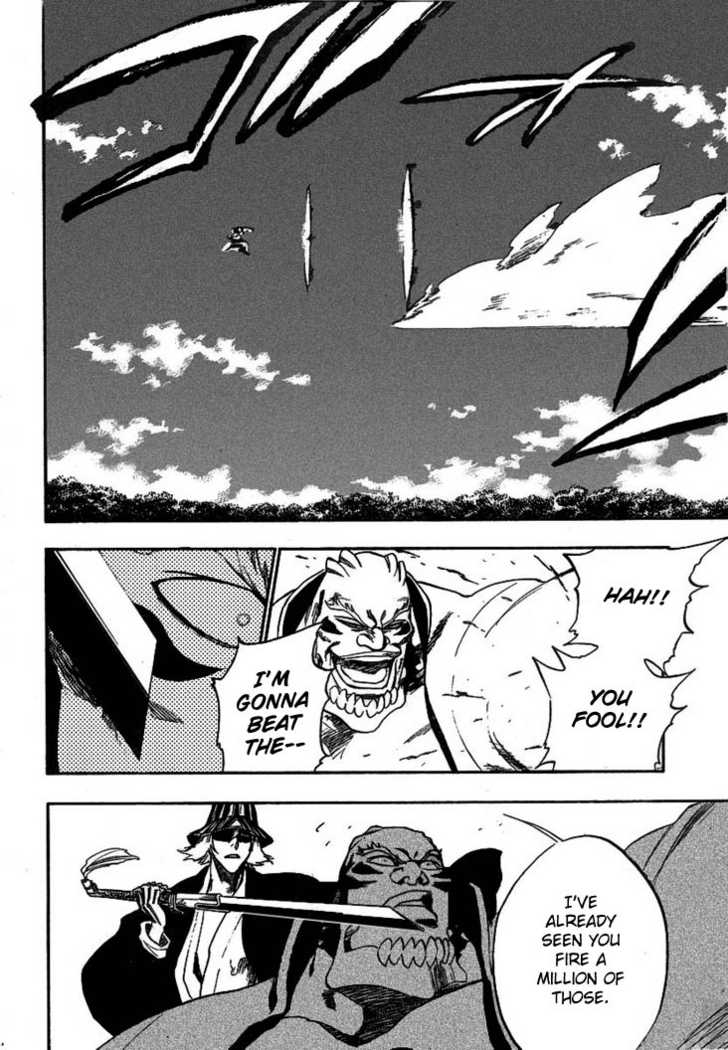 HAH!!
YOU
FOOL!!
I'M
GONNA
BEAT
THE--
I'VE
ALREADY
SEEN YOU
FIRE A
MILLION OF
THOSE.